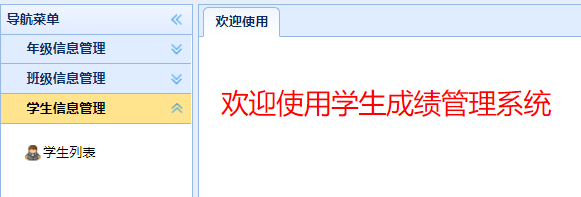 导航菜单
年级信息管理
班级信息管理
学生信息管理
学生列表
欢迎使用
欢迎使用学生成绩管理系统